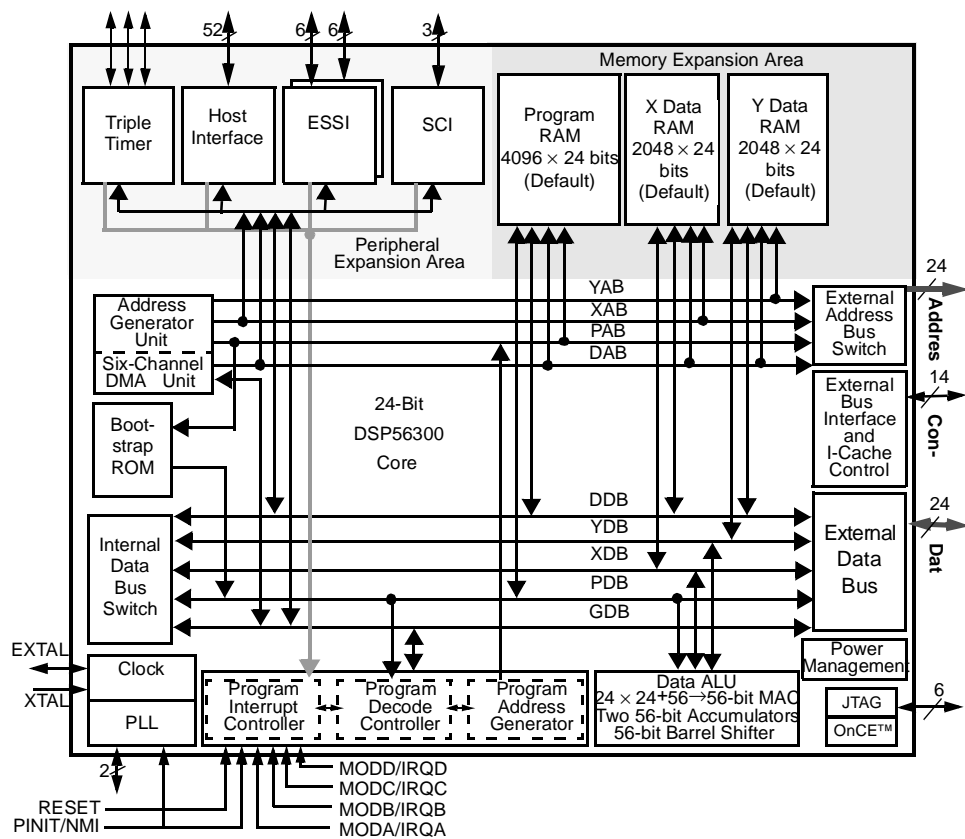 52
6
6
3
Memory Expansion Area
Triple
Timer
Host
Interface
ESSI
SCI
Program
RAM
4096 × 24 bits
(Default)
X Data
RAM
2048 × 24
bits
(Default)
Y Data
RAM
2048 × 24
bits
(Default)
Peripheral
Expansion Area
YAB
XAB
PAB
DAB
24
Addres
Address
Generator
Unit
Six-Channel
DMA Unit
External
Address
Bus
Switch
14
Con-
External
Bus
Interface
and
I-Cache
Control
24-Bit
DSP56300
Core
Boot-
strap
ROM
DDB
YDB
XDB
PDB
GDB
24
Dat
Internal
Data
Bus
Switch
External
Data
Bus
EXTAL
XTAL
Clock
PLL
2
Program
Interrupt
Controller
Program
Decode
Controller
Program
Address
Generator
Data ALU
24 × 24+56→56-bit MAC
Two 56-bit Accumulators
56-bit Barrel Shifter
Power
Management
JTAG
OnCE™
6
RESET
PINIT/NMI
MODD/IRQD
MODC/IRQC
MODB/IRQB
MODA/IRQA